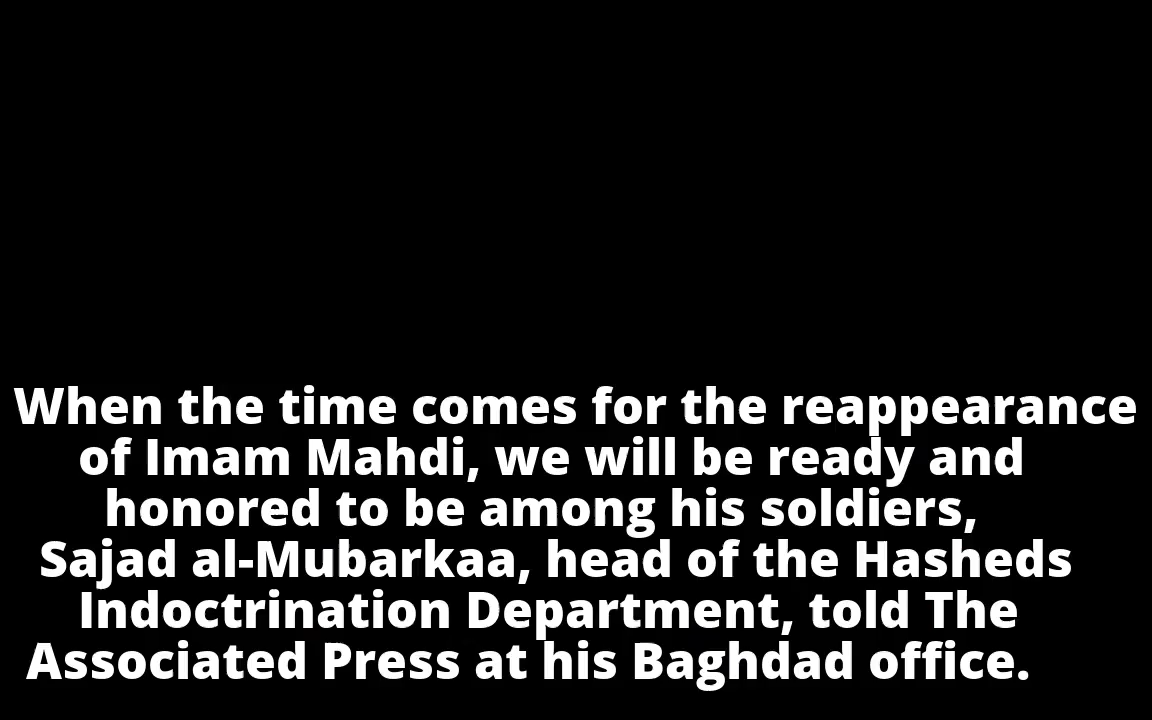 When the time comes for the reappearance
of Imam Mahdi, we will be ready and
honored to be among his soldiers,
Sajad al-Mubarkaa, head of the Hasheds
Indoctrination Department, told The
Associated Press at his Baghdad office.